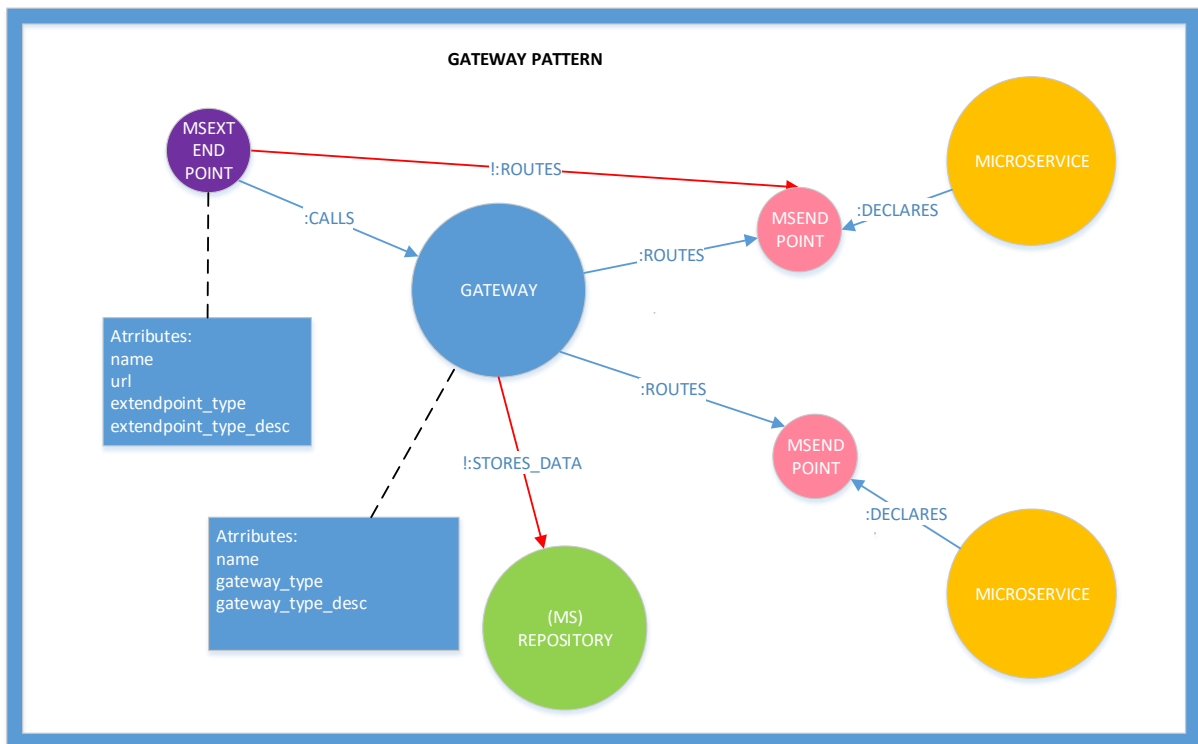 GATEWAY PATTERN
MSEXT
END
POINT
!:ROUTES
MICROSERVICE
:CALLS
MSEND
POINT
:DECLARES
:ROUTES
GATEWAY
Atrributes:
name
url
extendpoint_type
extendpoint_type_desc
:ROUTES
MSEND
POINT
!:STORES_DATA
:DECLARES
Atrributes:
name
gateway_type
gateway_type_desc
(MS)
REPOSITORY
MICROSERVICE